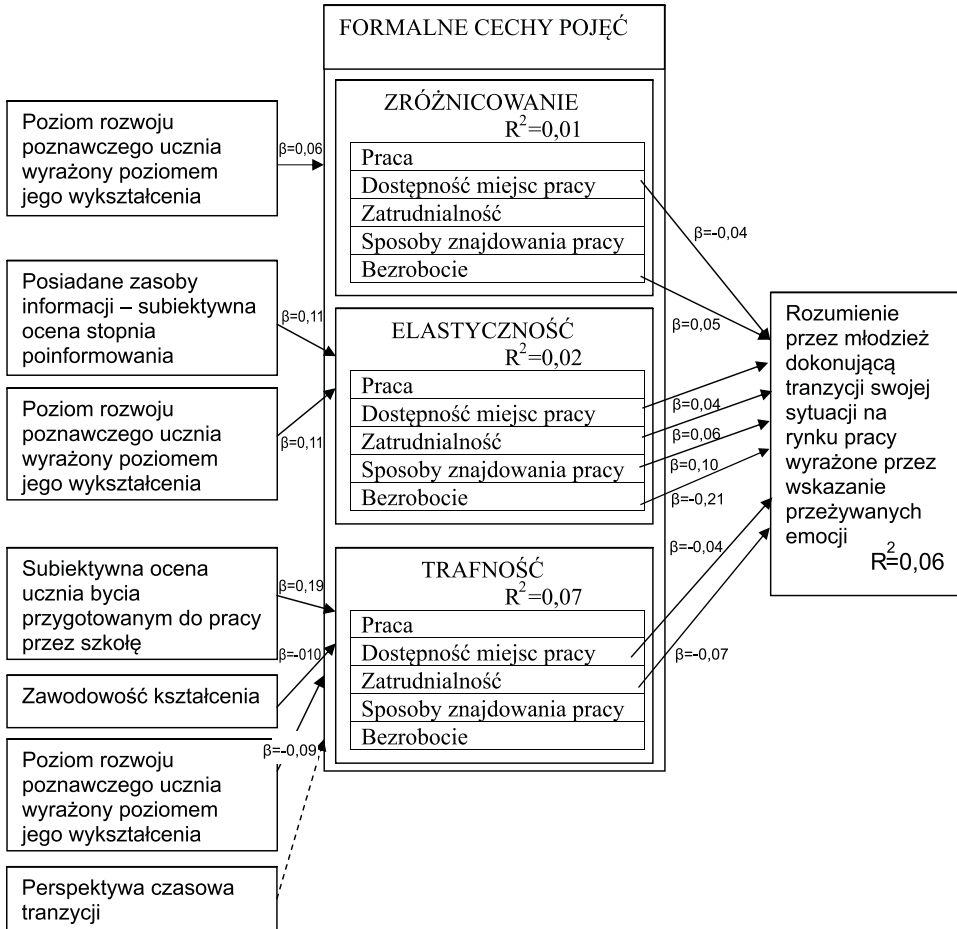 FORMALNE CECHY POJĘĆ
Poziom rozwoju
poznawczego ucznia
wyrażony poziomem
jego wykształcenia
β=0,06
ZRÓŻNICOWANIE
R²=0,01
Praca
Dostępność miejsc pracy
Zatrudnialność
Sposoby znajdowania pracy
Bezrobocie
β=-0,04
β=0,05
Posiadane zasoby
informacji – subiektywna
ocena stopnia
poinformowania
β=0,11
Poziom rozwoju
poznawczego ucznia
wyrażony poziomem
jego wykształcenia
β=0,11
ELASTYCZNOŚĆ
R²=0,02
Praca
Dostępność miejsc pracy
Zatrudnialność
Sposoby znajdowania pracy
Bezrobocie
β=0,04
β=0,06
β=0,10
β=-0,21
Subiektywna ocena
ucznia bycia
przygotowanym do pracy
przez szkołę
β=0,19
Zawodowość kształcenia
β=-010
Poziom rozwoju
poznawczego ucznia
wyrażony poziomem
jego wykształcenia
β=-0,09
Perspektywa czasowa
tranzycji
TRAFNOŚĆ
R²=0,07
Praca
Dostępność miejsc pracy
Zatrudnialność
Sposoby znajdowania pracy
Bezrobocie
β=-0,04
β=-0,07
Rozumienie
przez młodzież
dokonującą
tranzycji swojej
sytuacji na
rynku pracy
wyrażone przez
wskazanie
przeżywanych
emocji
R²=0,06